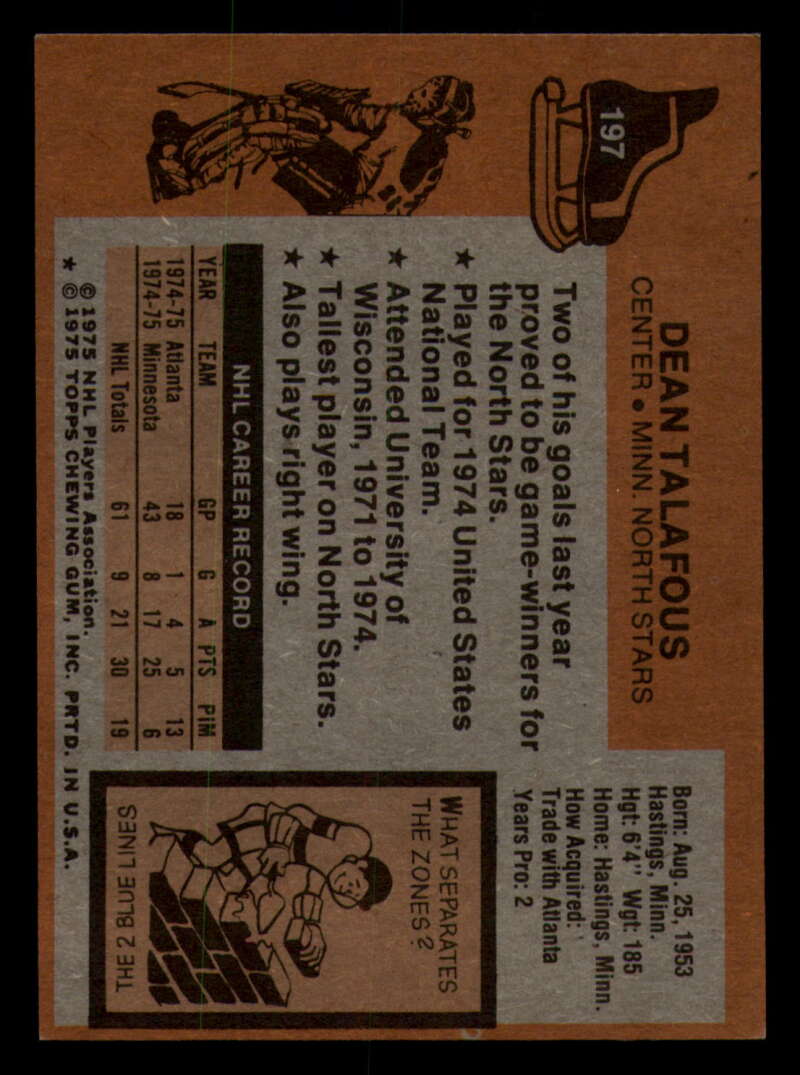 197
DEAN TALAFOUS
CENTER • MINN. NORTH STARS
Born: Aug. 25, 1953
Hastings, Minn.
Hgt: 6'4" Wgt: 185
Home: Hastings, Minn.
How Acquired:
Trade with Atlanta
Years Pro: 2
Two of his goals last year
proved to be game-winners for
the North Stars.
★ Played for 1974 United States
National Team.
★ Attended University of
Wisconsin, 1971 to 1974.
★ Tallest player on North Stars.
★ Also plays right wing.
NHL CAREER RECORD
YEAR TEAM GP G A PTS PIM
1974-75 Atlanta 18 1 4 5 13
1974-75 Minnesota 43 8 17 25 6
NHL Totals 61 9 21 30 19
WHAT SEPARATES
THE ZONES?
THE 2 BLUE LINES
© 1975 NHL Players Association.
★ © 1975 TOPPS CHEWING GUM, INC. PRTD. IN U.S.A.